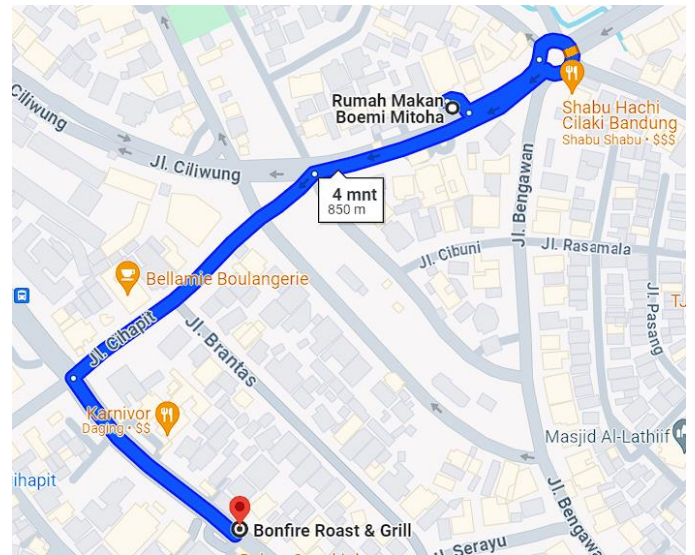 Ciliwung
Jl. Ciliwung
Rumah Makan
Boemi Mitoha
Shabu Hachi
Cilaki Bandung
Shabu Shabu • $$$
4 mnt
850 m
Jl. Bengawan
Jl. Cibuni
Jl. Rasamala
Jl. Pasang
Bellamie Boulangerie
Jl. Cihapit
Jl. Brantas
Karnivor
Daging • $$
Masjid Al-Lathiif
Jl. Bengawan
Bonfire Roast & Grill
Serayu